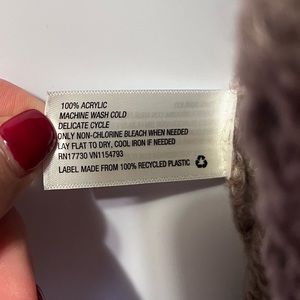 100% ACRYLIC
MACHINE WASH COLD
DELICATE CYCLE
ONLY NON-CHLORINE BLEACH WHEN NEEDED
LAY FLAT TO DRY, COOL IRON IF NEEDED
RN17730 VN1154793
LABEL MADE FROM 100% RECYCLED PLASTIC